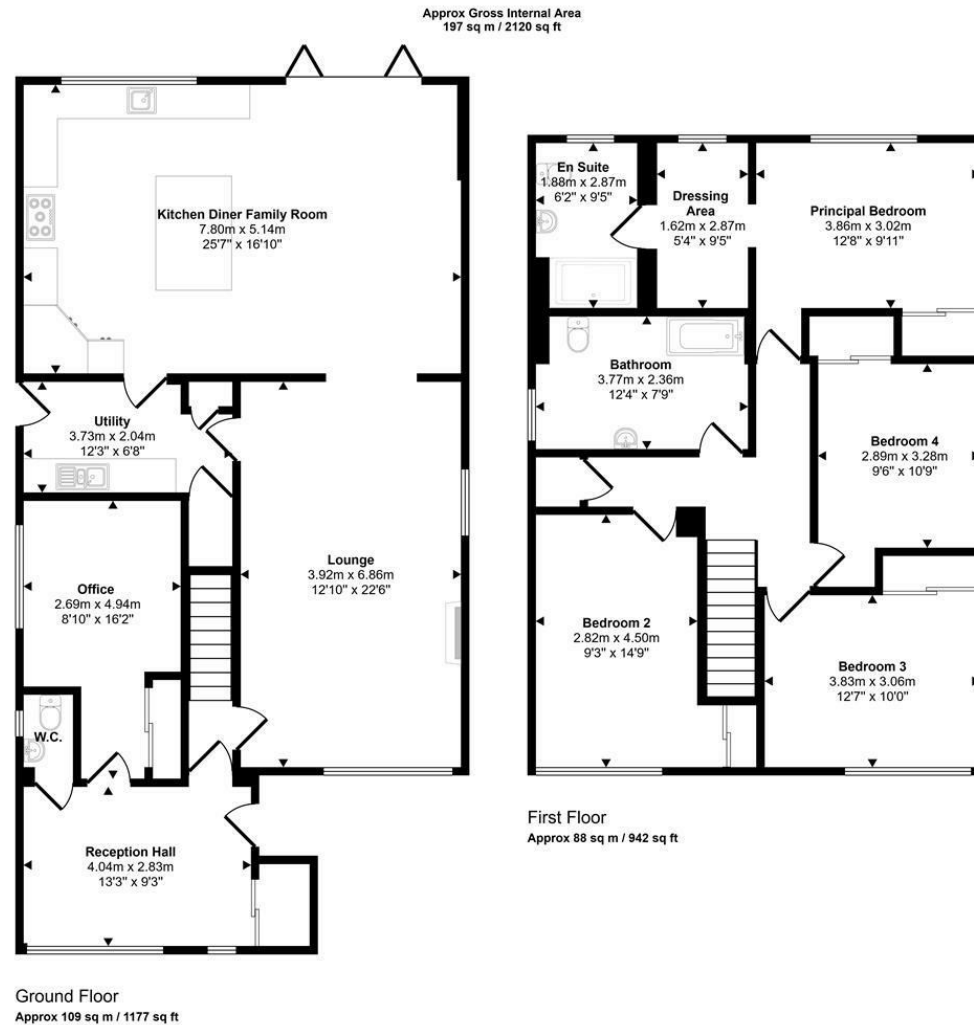 Approx Gross Internal Area
197 sq m / 2120 sq ft
Kitchen Diner Family Room
7.80m x 5.14m
25'7" x 16'10"
Utility
3.73m x 2.04m
12'3" x 6'8"
Office
2.69m x 4.94m
8'10" x 16'2"
Lounge
3.92m x 6.86m
12'10" x 22'6"
W.C.
Reception Hall
4.04m x 2.83m
13'3" x 9'3"
Ground Floor
Approx 109 sq m / 1177 sq ft
En Suite
1.88m x 2.87m
6'2" x 9'5"
Dressing
Area
1.62m x 2.87m
5'4" x 9'5"
Principal Bedroom
3.86m x 3.02m
12'8" x 9'11"
Bathroom
3.77m x 2.36m
12'4" x 7'9"
Bedroom 4
2.89m x 3.28m
9'6" x 10'9"
Bedroom 2
2.82m x 4.50m
9'3" x 14'9"
Bedroom 3
3.83m x 3.06m
12'7" x 10'0"
First Floor
Approx 88 sq m / 942 sq ft